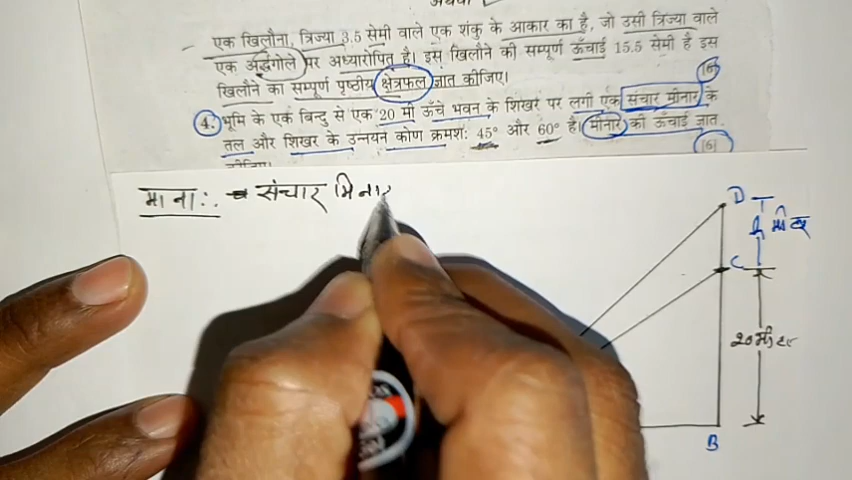 अथवा
एक खिलौना, त्रिज्या 3.5 सेमी वाले एक शंकु के आकार का है, जो उसी त्रिज्या वाले
एक अर्द्धगोले पर अध्यारोपित है। इस खिलौने की सम्पूर्ण ऊँचाई 15.5 सेमी है इस
खिलौने का सम्पूर्ण पृष्ठीय क्षेत्रफल ज्ञात कीजिए। (6)
4. भूमि के एक बिन्दु से एक 20 मी ऊँचे भवन के शिखर पर लगी एक संचार मीनार के
तल और शिखर के उन्नयन कोण क्रमशः 45° और 60° है। मीनार की ऊँचाई ज्ञात
कीजिए। (6)
माना :- संचार मिनार
D
h मीटर
C
20 मीटर
B